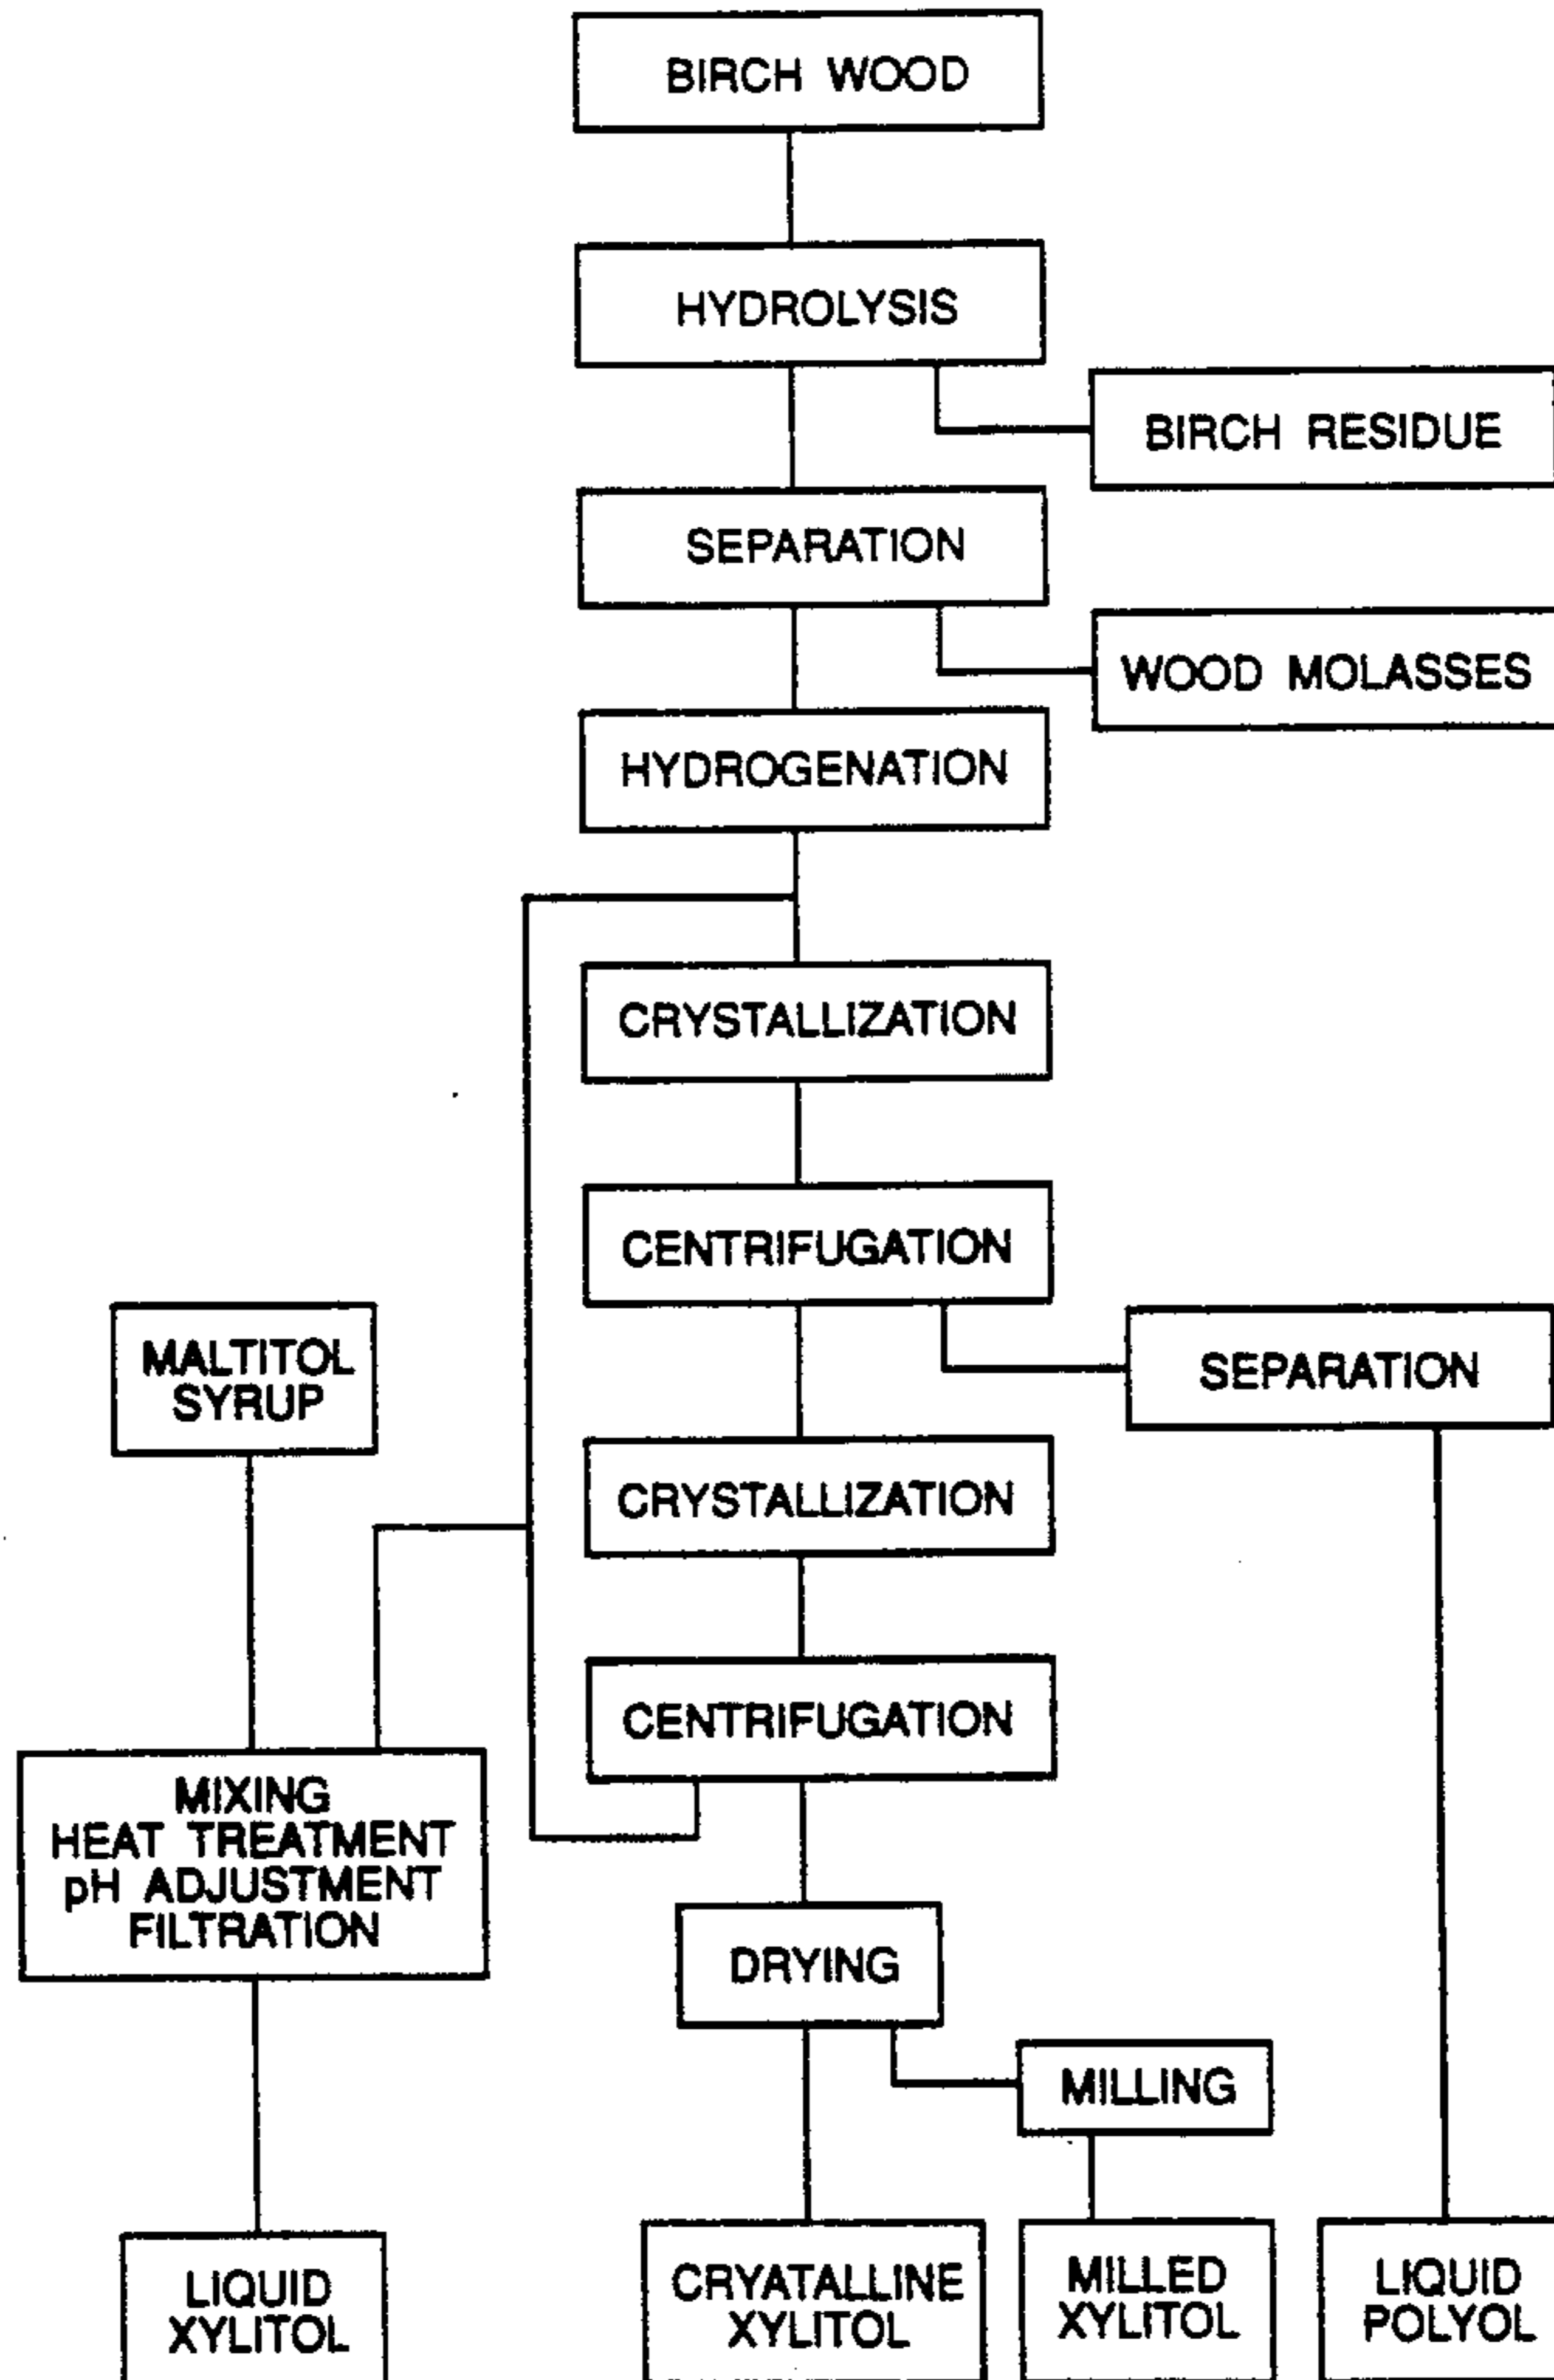 BIRCH WOOD
HYDROLYSIS
BIRCH RESIDUE
SEPARATION
WOOD MOLASSES
HYDROGENATION
CRYSTALLIZATION
CENTRIFUGATION
MALTITOL
SYRUP
SEPARATION
CRYSTALLIZATION
CENTRIFUGATION
MIXING
HEAT TREATMENT
pH ADJUSTMENT
FILTRATION
DRYING
MILLING
LIQUID
XYLITOL
CRYATALLINE
XYLITOL
MILLED
XYLITOL
LIQUID
POLYOL